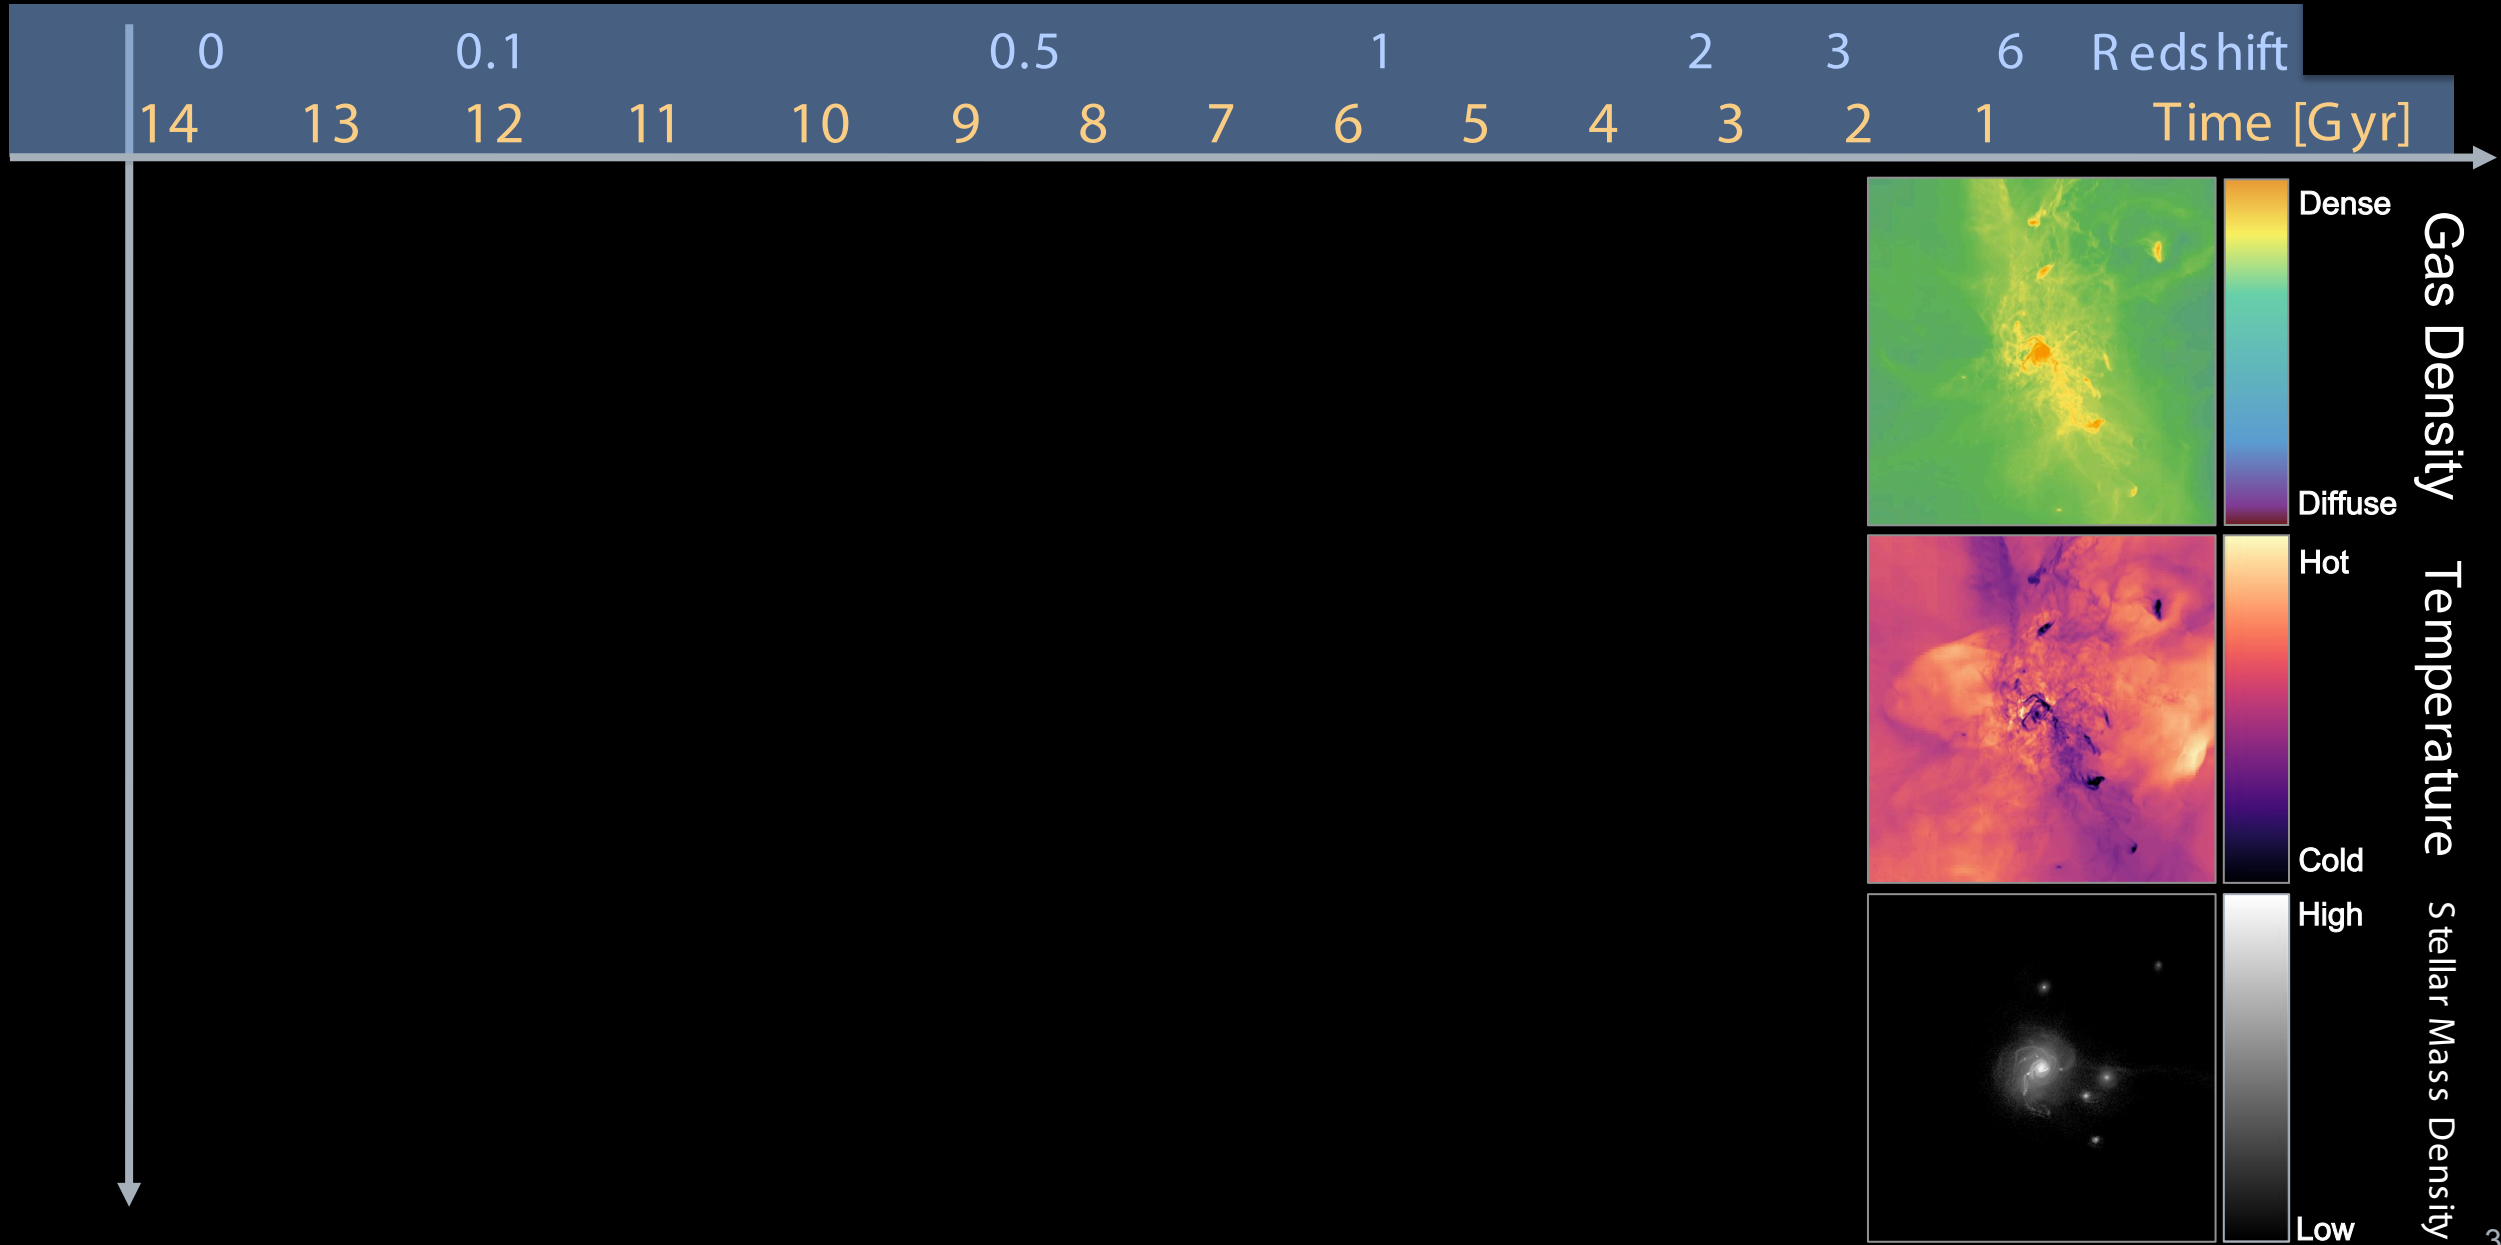 0 0.1 0.5 1 2 3 6 Redshift
14 13 12 11 10 9 8 7 6 5 4 3 2 1 Time [Gyr]
Dense
Gas Density
Diffuse
Hot
Temperature
Cold
High
Stellar Mass Density
Low
3